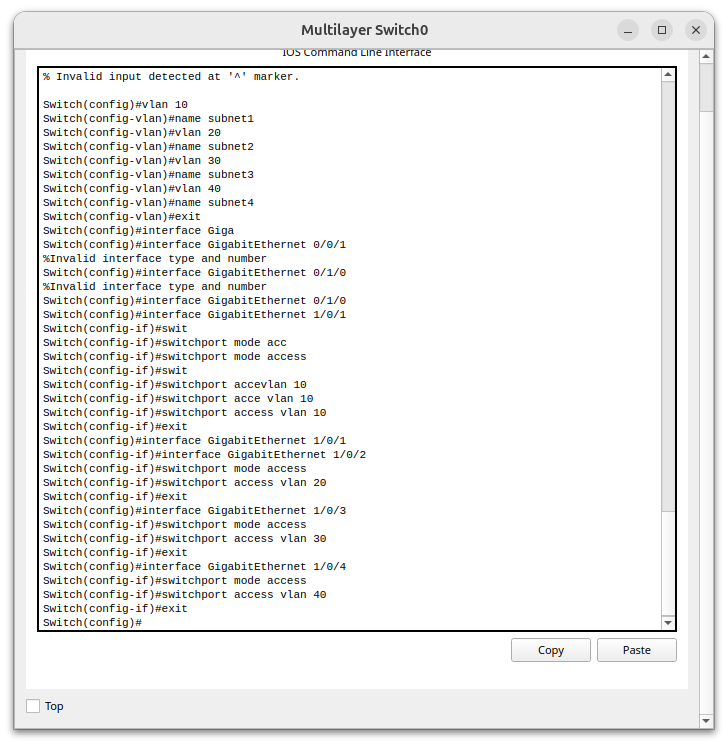 Multilayer Switch0
IOS Command Line Interface
% Invalid input detected at '^' marker.
Switch(config)#vlan 10
Switch(config-vlan)#name subnet1
Switch(config-vlan)#vlan 20
Switch(config-vlan)#name subnet2
Switch(config-vlan)#vlan 30
Switch(config-vlan)#name subnet3
Switch(config-vlan)#vlan 40
Switch(config-vlan)#name subnet4
Switch(config-vlan)#exit
Switch(config)#interface Giga
Switch(config)#interface GigabitEthernet 0/0/1
%Invalid interface type and number
Switch(config)#interface GigabitEthernet 0/1/0
%Invalid interface type and number
Switch(config)#interface GigabitEthernet 0/1/0
Switch(config)#interface GigabitEthernet 1/0/1
Switch(config-if)#swit
Switch(config-if)#switchport mode acc
Switch(config-if)#switchport mode access
Switch(config-if)#swit
Switch(config-if)#switchport accevlan 10
Switch(config-if)#switchport acce vlan 10
Switch(config-if)#switchport access vlan 10
Switch(config-if)#exit
Switch(config)#interface GigabitEthernet 1/0/1
Switch(config-if)#interface GigabitEthernet 1/0/2
Switch(config-if)#switchport mode access
Switch(config-if)#switchport access vlan 20
Switch(config-if)#exit
Switch(config)#interface GigabitEthernet 1/0/3
Switch(config-if)#switchport mode access
Switch(config-if)#switchport access vlan 30
Switch(config-if)#exit
Switch(config)#interface GigabitEthernet 1/0/4
Switch(config-if)#switchport mode access
Switch(config-if)#switchport access vlan 40
Switch(config-if)#exit
Switch(config)#
Copy
Paste
Top